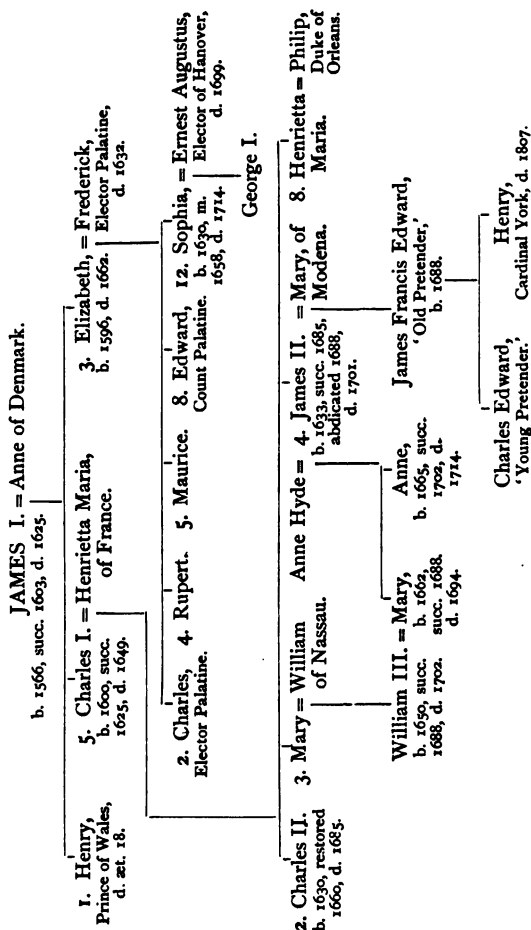 JAMES I. = Anne of Denmark.
b. 1566, succ. 1603, d. 1625.
1. Henry,
Prince of Wales,
d. æt. 18.
5. Charles I. = Henrietta Maria,
b. 1600, succ. of France.
1625, d. 1649.
3. Elizabeth, = Frederick,
b. 1596, d. 1662. Elector Palatine,
d. 1632.
2. Charles,
Elector Palatine.
4. Rupert.
5. Maurice.
8. Edward,
Count Palatine.
12. Sophia, = Ernest Augustus,
b. 1630, m. Elector of Hanover,
1658, d. 1714. d. 1699.
George I.
2. Charles II.
b. 1630, restored
1660, d. 1685.
3. Mary = William
of Nassau.
Anne Hyde = 4. James II. = Mary, of
b. 1633, succ. 1685, Modena.
abdicated 1688,
d. 1701.
8. Henrietta = Philip,
Maria. Duke of
Orleans.
William III. = Mary,
b. 1650, succ. b. 1662,
1688, d. 1702. succ. 1688.
d. 1694.
Anne,
b. 1665, succ.
1702, d.
1714.
James Francis Edward,
'Old Pretender,'
b. 1688.
Charles Edward,
'Young Pretender.'
Henry,
Cardinal York, d. 1807.